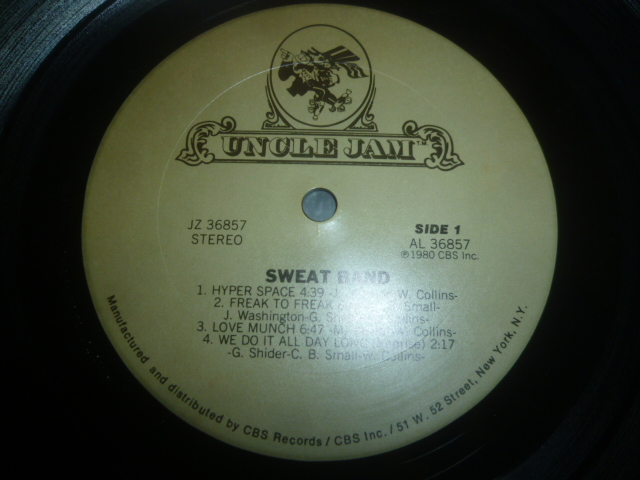 UNCLE JAM
JZ 36857
STEREO
SIDE 1
AL 36857
℗1980 CBS Inc.
SWEAT BAND
1. HYPER SPACE 4:39 -J. W. Collins-
2. FREAK TO FREAK Small-
J. Washington-G. S Collins-
3. LOVE MUNCH 6:47 -M W. Collins-
4. WE DO IT ALL DAY LONG (Reprise) 2:17
-G. Shider-C. B. Small-W. Collins-
Manufactured and distributed by CBS Records / CBS Inc. / 51 W. 52 Street, New York, N.Y.